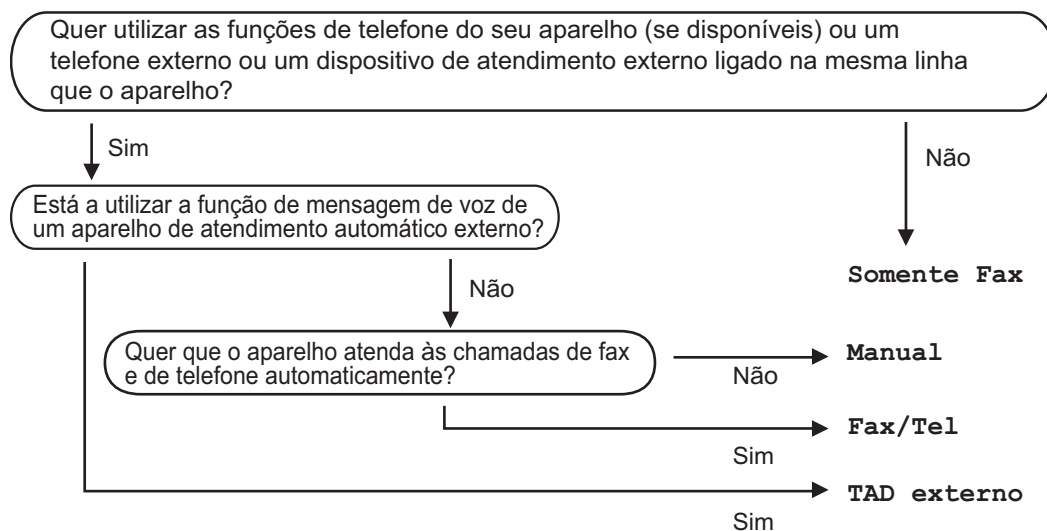 Quer utilizar as funções de telefone do seu aparelho (se disponíveis) ou um
telefone externo ou um dispositivo de atendimento externo ligado na mesma linha
que o aparelho?
Sim
Não
Está a utilizar a função de mensagem de voz de
um aparelho de atendimento automático externo?
Somente Fax
Não
Quer que o aparelho atenda às chamadas de fax
e de telefone automaticamente?
Não
Manual
Sim
Fax/Tel
Sim
TAD externo